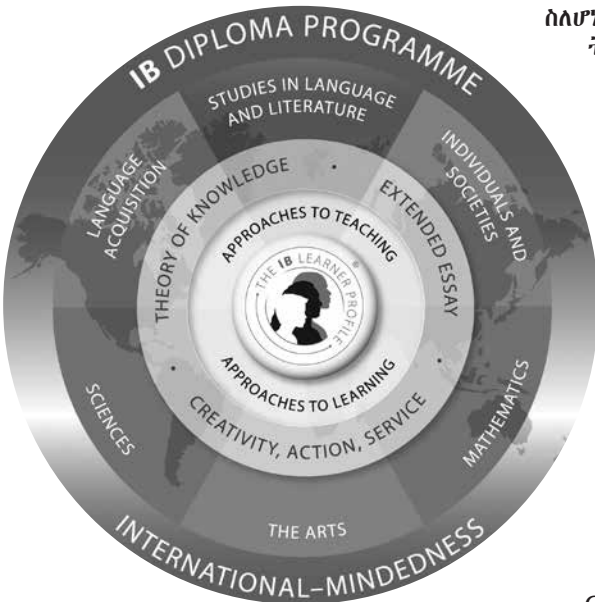 IB DIPLOMA PROGRAMME
STUDIES IN LANGUAGE
AND LITERATURE
LANGUAGE
ACQUISITION
INDIVIDUALS AND
SOCIETIES
THEORY OF KNOWLEDGE
EXTENDED ESSAY
APPROACHES TO TEACHING
• THE IB LEARNER PROFILE •
®
APPROACHES TO LEARNING
CREATIVITY, ACTION, SERVICE
SCIENCES
MATHEMATICS
THE ARTS
INTERNATIONAL–MINDEDNESS